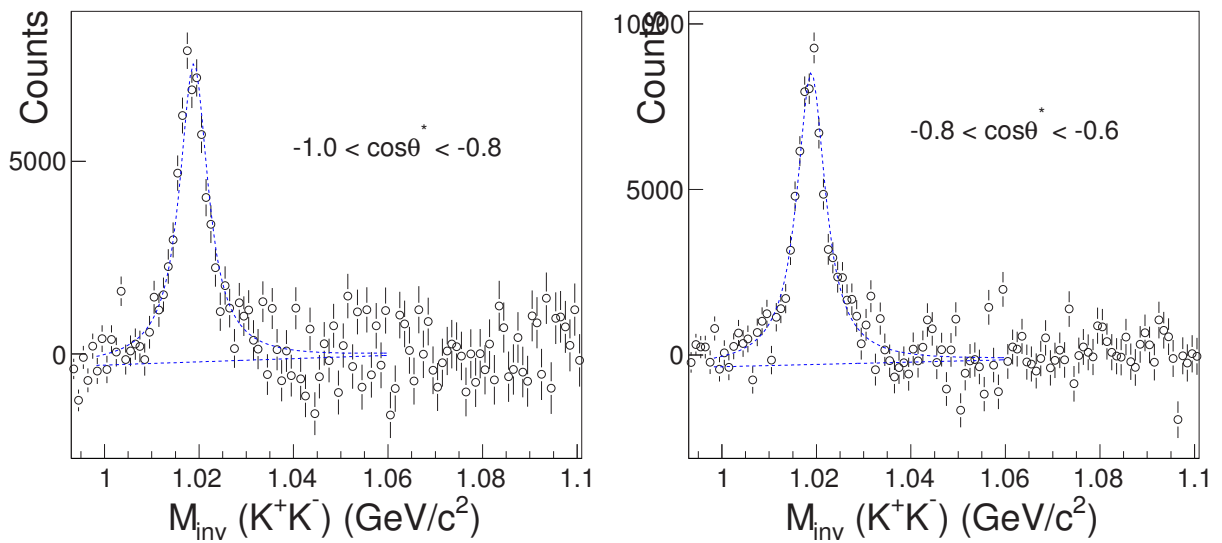 Counts
5000
0
-1.0 < cosθ* < -0.8
1 1.02 1.04 1.06 1.08 1.1
M_inv (K⁺K⁻) (GeV/c²)
Counts
10000
5000
0
-0.8 < cosθ* < -0.6
1 1.02 1.04 1.06 1.08 1.1
M_inv (K⁺K⁻) (GeV/c²)